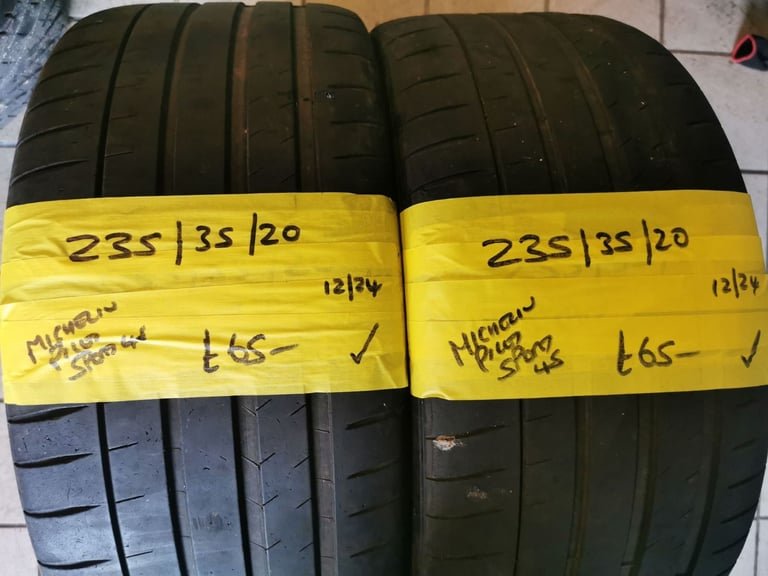 235/35/20
12/24
MICHELIN
PILOT
SPORT 4S
£65-
235/35/20
12/24
MICHELIN
PILOT
SPORT
4S
£65-